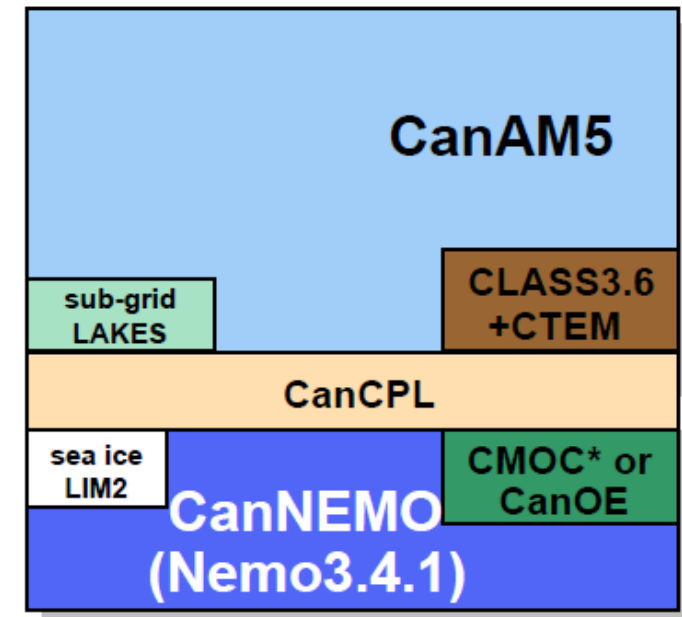 CanAM5
sub-grid
LAKES
CLASS3.6
+CTEM
CanCPL
sea ice
LIM2
CMOC* or
CanOE
CanNEMO
(Nemo3.4.1)